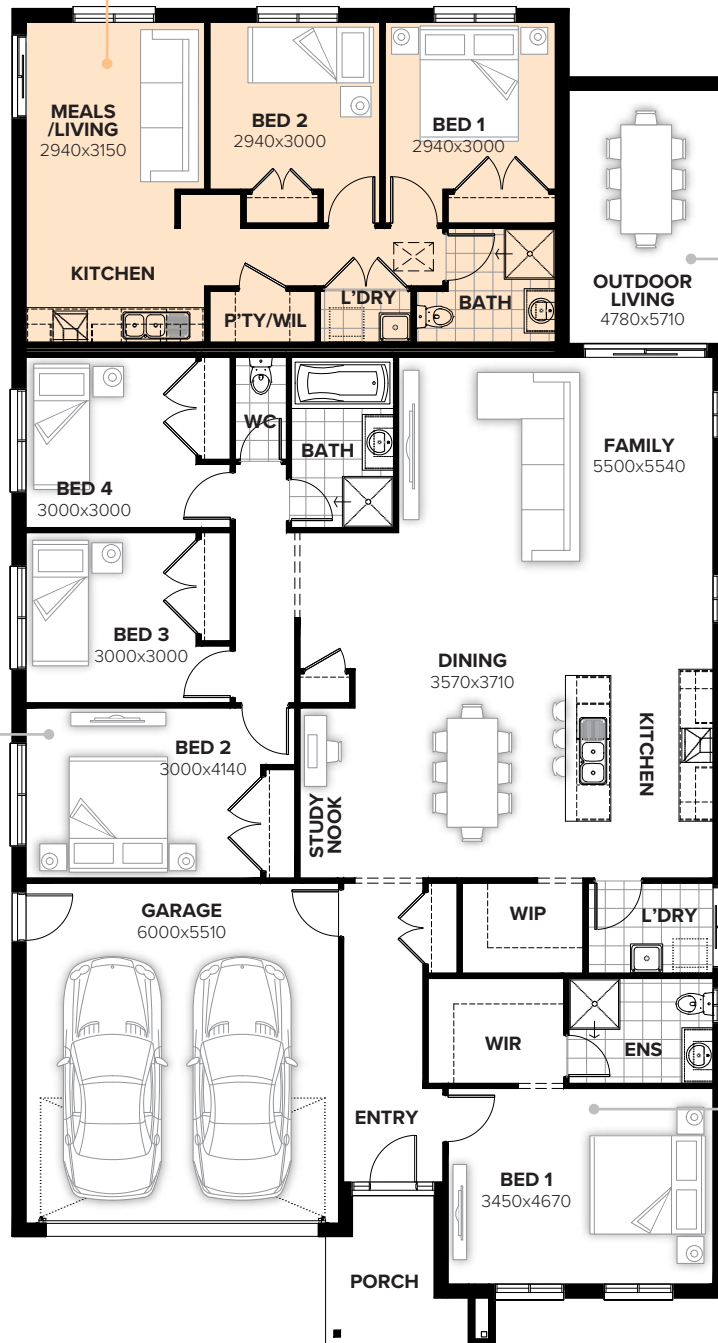 MEALS
/LIVING
2940x3150
BED 2
2940x3000
BED 1
2940x3000
KITCHEN
P'TY/WIL
L'DRY
BATH
OUTDOOR
LIVING
4780x5710
BED 4
3000x3000
WC
BATH
FAMILY
5500x5540
BED 3
3000x3000
DINING
3570x3710
KITCHEN
BED 2
3000x4140
STUDY
NOOK
GARAGE
6000x5510
WIP
L'DRY
WIR
ENS
ENTRY
BED 1
3450x4670
PORCH